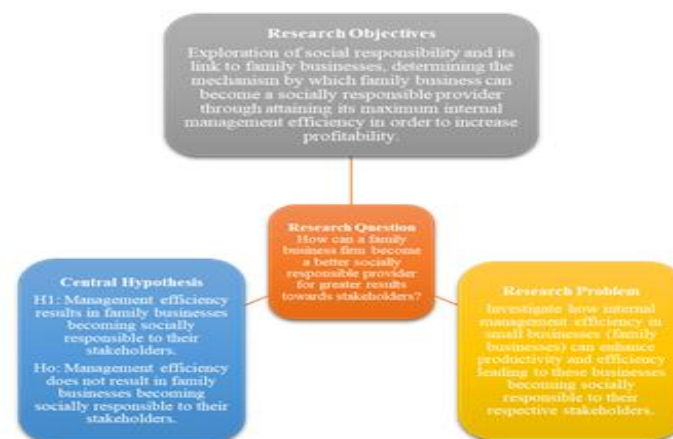 Research Objectives
Exploration of social responsibility and its
link to family businesses, determining the
mechanism by which family business can
become a socially responsible provider
through attaining its maximum internal
management efficiency in order to increase
profitability.
Research Question
How can a family
business firm become
a better socially
responsible provider
for greater results
towards stakeholders?
Central Hypothesis
H1: Management efficiency
results in family businesses
becoming socially
responsible to their
stakeholders.
Ho: Management efficiency
does not result in family
businesses becoming
socially responsible to their
stakeholders.
Research Problem
Investigate how internal
management efficiency in
small businesses (family
businesses) can enhance
productivity and efficiency
leading to these businesses
becoming socially
responsible to their
respective stakeholders.